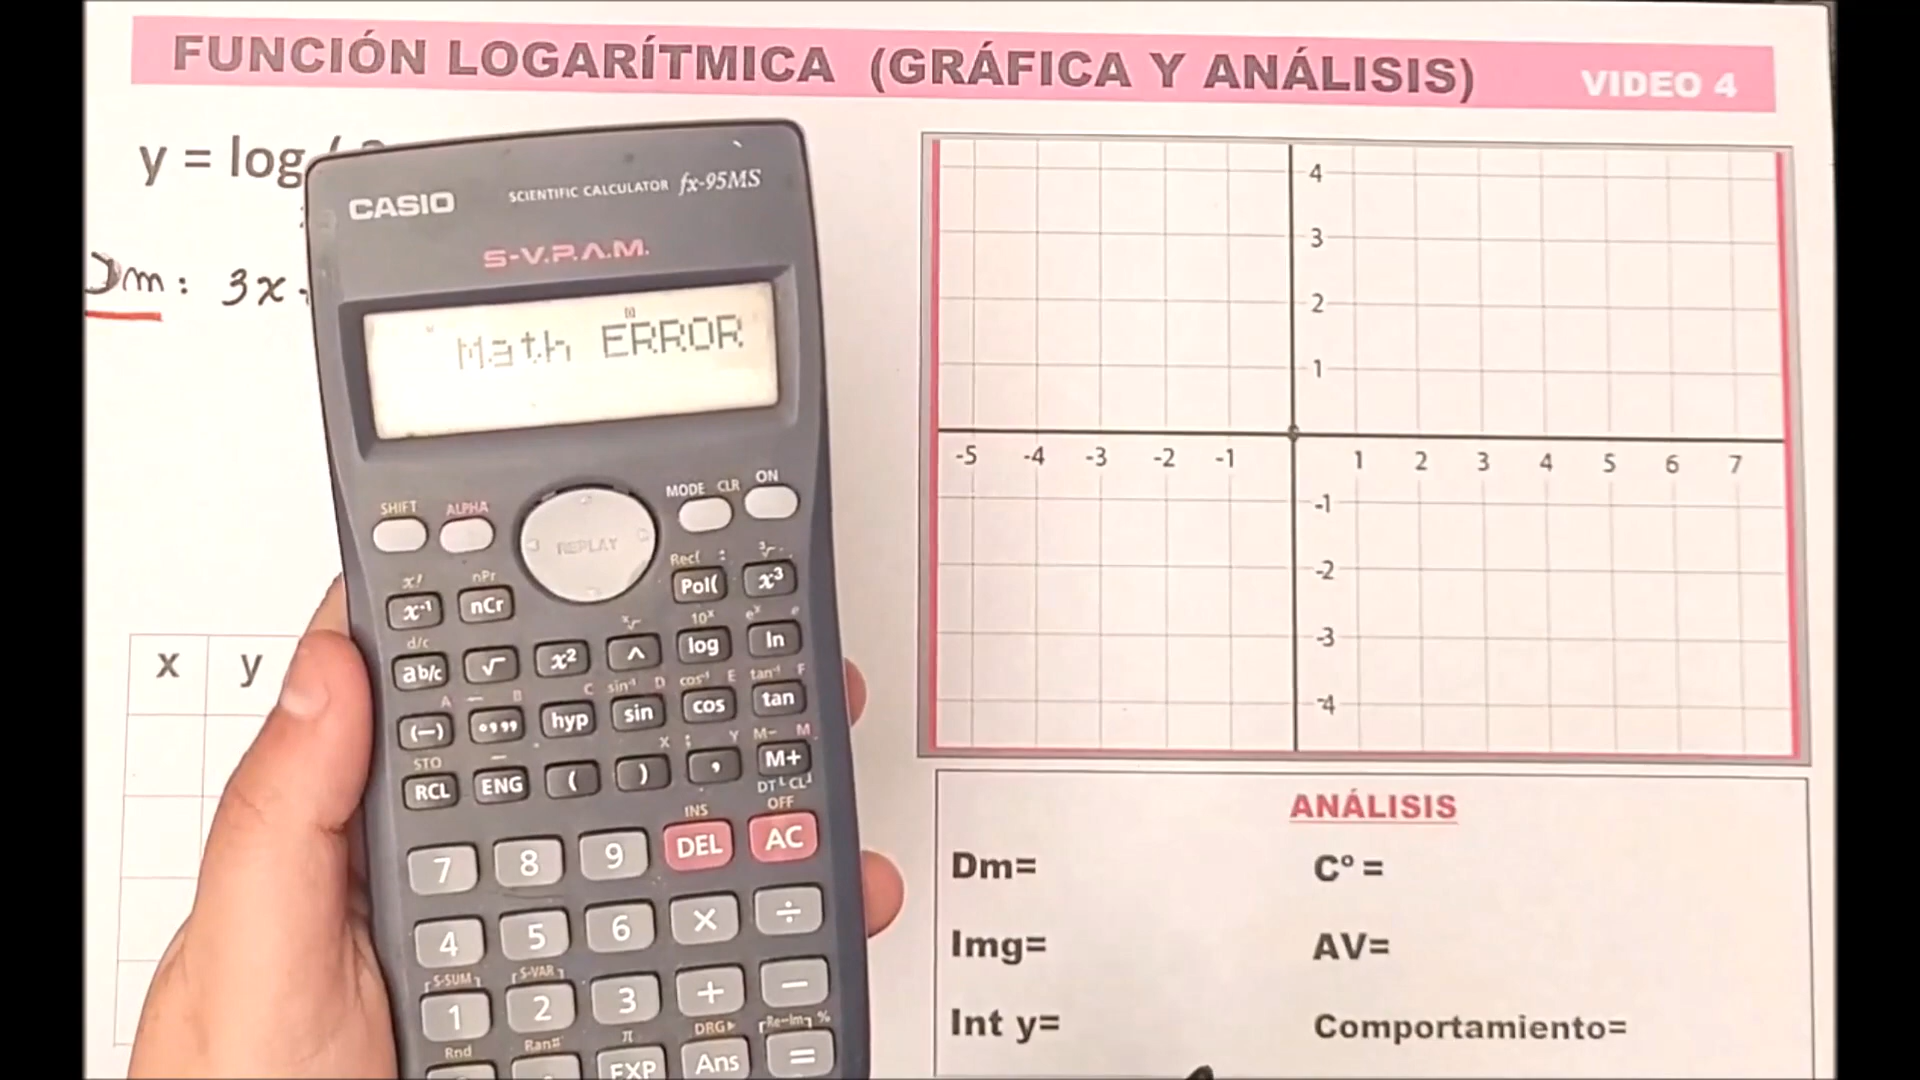 FUNCIÓN LOGARÍTMICA (GRÁFICA Y ANÁLISIS) VIDEO 4
y = log
Dm: 3x
CASIO SCIENTIFIC CALCULATOR fx-95MS
S-V.P.A.M.
Math ERROR
SHIFT ALPHA MODE CLR ON
REPLAY
x! nPr Rec( :
x⁻¹ nCr Pol( x³
d/c 10ˣ eˣ e
ab/c √ x² ^ log ln
A B C sin⁻¹ D cos⁻¹ E tan⁻¹ F
(−) °’” hyp sin cos tan
STO X ; Y M− M
RCL ENG ( ) , M+
INS DT CL OFF
7 8 9 DEL AC
4 5 6 × ÷
S-SUM S-VAR
1 2 3 + −
Rnd Ran# π DRG▸ Re-Im %
EXP Ans =
x y
4
3
2
1
-5 -4 -3 -2 -1 1 2 3 4 5 6 7
-1
-2
-3
-4
ANÁLISIS
Dm= Cº =
Img= AV=
Int y= Comportamiento=